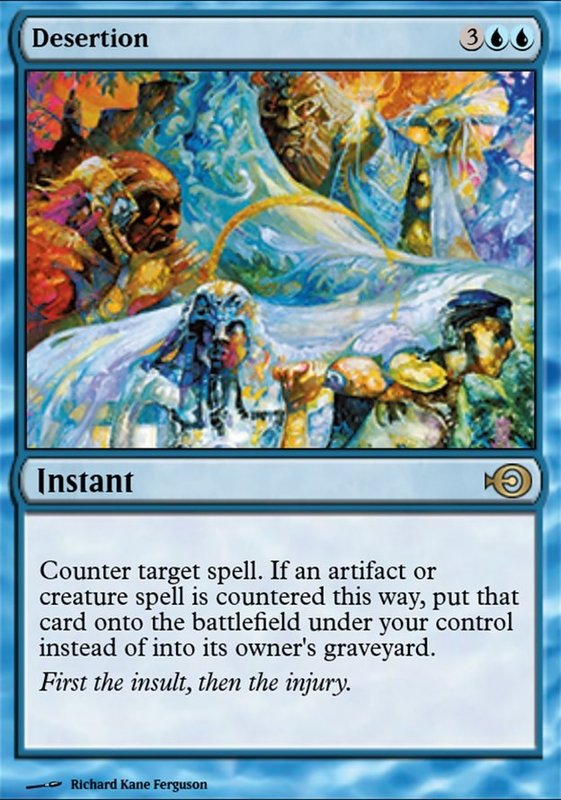 Desertion
3
Instant
Counter target spell. If an artifact or
creature spell is countered this way, put that
card onto the battlefield under your control
instead of into its owner's graveyard.
First the insult, then the injury.
Richard Kane Ferguson